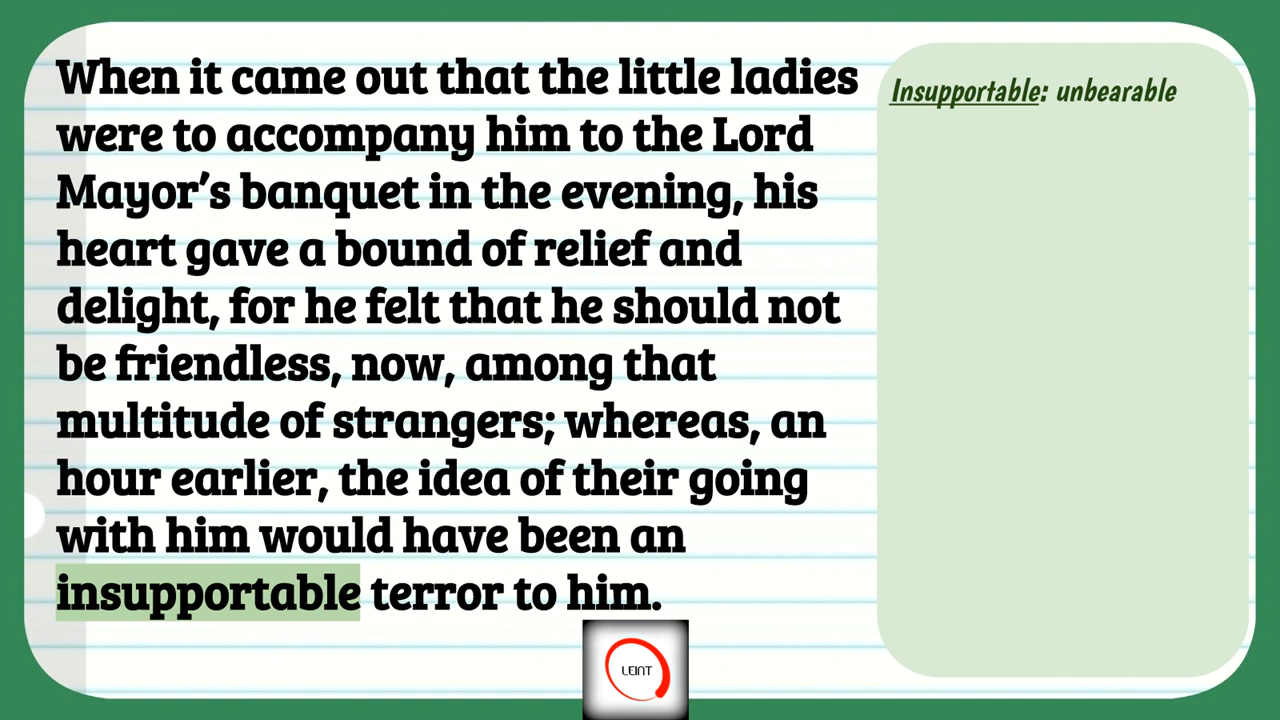 When it came out that the little ladies
were to accompany him to the Lord
Mayor’s banquet in the evening, his
heart gave a bound of relief and
delight, for he felt that he should not
be friendless, now, among that
multitude of strangers; whereas, an
hour earlier, the idea of their going
with him would have been an
insupportable terror to him.
Insupportable: unbearable
LEINT